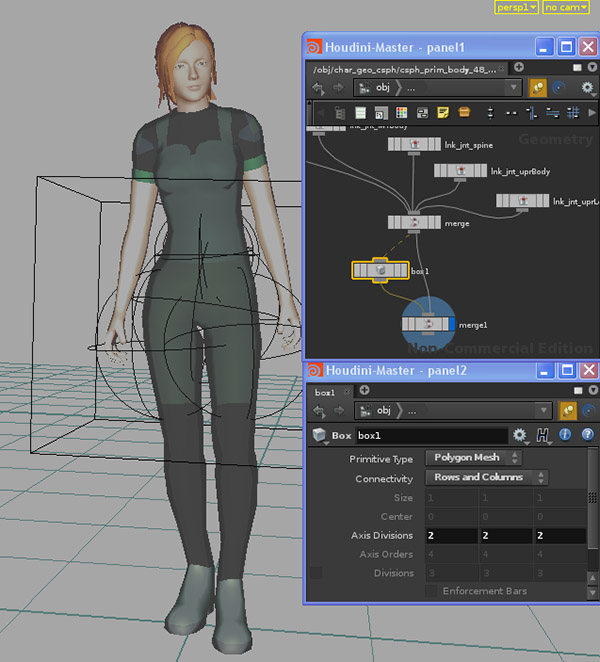 persp1 no cam
Houdini-Master - panel1
/obj/char_geo_csph/csph_prim_body_48_...
obj ...
Geometry
lnk_jnt_spine
lnk_jnt_uprBody
lnk_jnt_uprL
merge
box1
merge1
Non-Commercial Edition
Houdini-Master - panel2
box1
obj ...
Box box1
Primitive Type Polygon Mesh
Connectivity Rows and Columns
Size 1 1 1
Center 0 0 0
Axis Divisions 2 2 2
Axis Orders 4 4 4
Divisions 3 3 3
Enforcement Bars